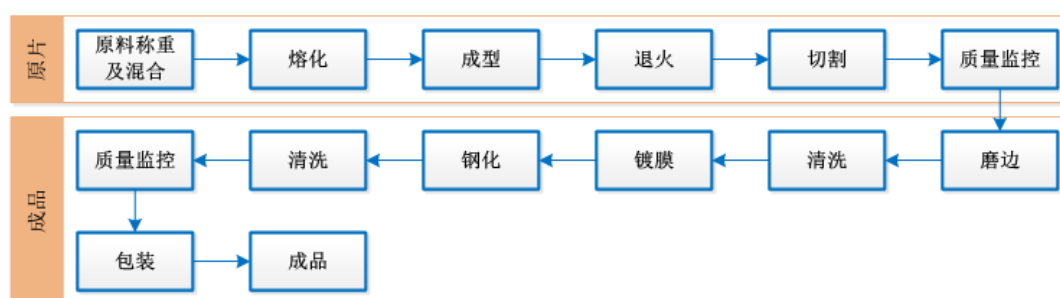 原片
原料称重
及混合
熔化
成型
退火
切割
质量监控
成品
质量监控
清洗
钢化
镀膜
清洗
磨边
包装
成品